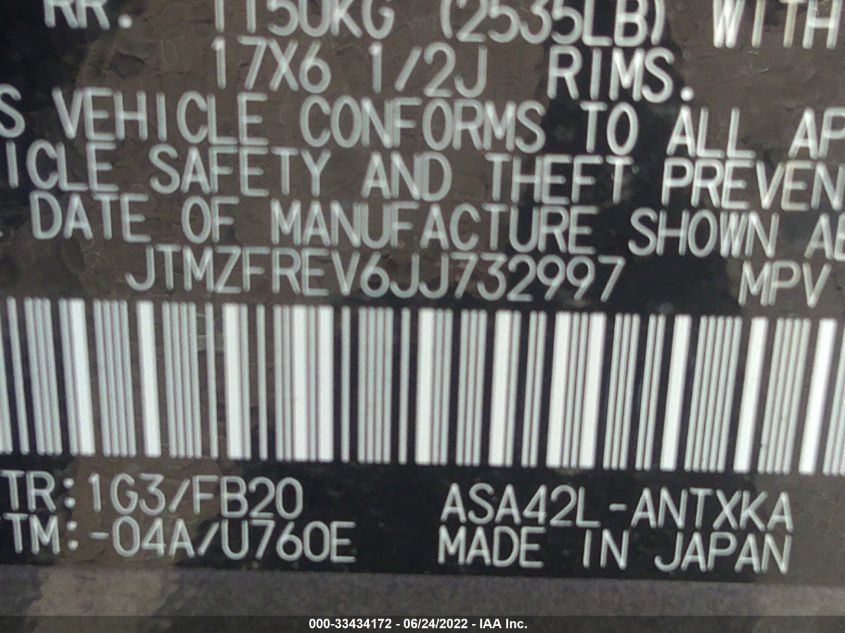 RR. 1150KG (2535LB) WITH
17X6 1/2J RIMS.
S VEHICLE CONFORMS TO ALL AP
ICLE SAFETY AND THEFT PREVEN
DATE OF MANUFACTURE SHOWN AB
JTMZFREV6JJ732997 MPV
TR: 1G3/FB20 ASA42L-ANTXKA
TM:-04A/U760E MADE IN JAPAN
000-33434172 - 06/24/2022 - IAA Inc.